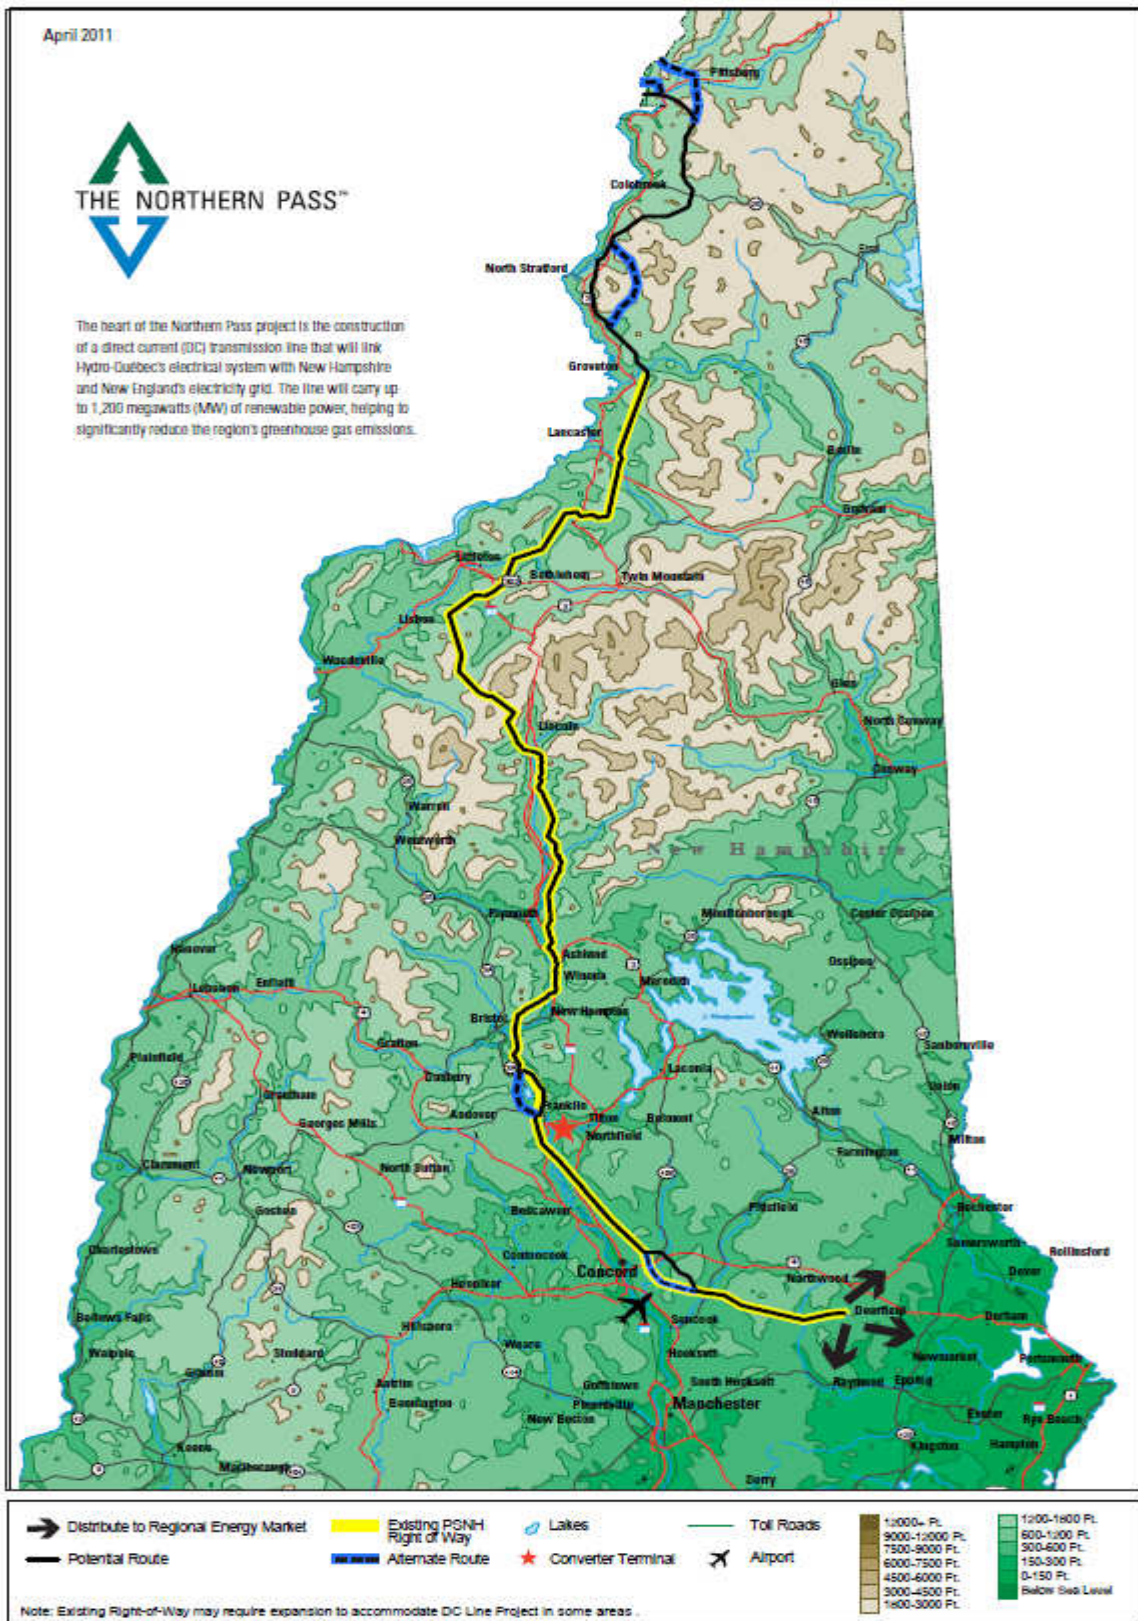 April 2011
THE NORTHERN PASS™
The heart of the Northern Pass project is the construction
of a direct current (DC) transmission line that will link
Hydro-Québec's electrical system with New Hampshire
and New England's electricity grid. The line will carry up
to 1,200 megawatts (MW) of renewable power, helping to
significantly reduce the region's greenhouse gas emissions.
Pittsburg
Colebrook
Errol
North Stratford
Groveton
Lancaster
Berlin
Gorham
Littleton
Bethlehem
Twin Mountain
Lisbon
Woodsville
Glen
North Conway
Lincoln
Conway
Warren
Wentworth
New Hampshire
Plymouth
Moultonborough
Center Ossipee
Hanover
Ashland
Ossipee
Winona
Meredith
Lebanon
Enfield
Bristol
New Hampton
Wolfeboro
Sanbornville
Plainfield
Grafton
Danbury
Laconia
Union
Grantham
Andover
Franklin
Tilton
Belmont
Alton
Georges Mills
Northfield
Milton
Farmington
Claremont
Newport
North Sutton
Goshen
Boscawen
Pittsfield
Rochester
Charlestown
Contoocook
Somersworth
Rollinsford
Concord
Northwood
Dover
Henniker
Deerfield
Durham
Bellows Falls
Hillsboro
Suncook
Walpole
Stoddard
Weare
Hooksett
Newmarket
Portsmouth
Gilsum
Antrim
Goffstown
South Hooksett
Raymond
Epping
Bennington
Pinardville
Manchester
New Boston
Exeter
Rye Beach
Keene
Kingston
Hampton
Marlborough
Derry
Distribute to Regional Energy Market
Existing PSNH
Right of Way
Lakes
Toll Roads
Potential Route
Alternate Route
Converter Terminal
Airport
12000+ Ft.
9000-12000 Ft.
7500-9000 Ft.
6000-7500 Ft.
4500-6000 Ft.
3000-4500 Ft.
1800-3000 Ft.
1200-1800 Ft.
600-1200 Ft.
300-600 Ft.
150-300 Ft.
0-150 Ft.
Below Sea Level
Note: Existing Right-of-Way may require expansion to accommodate DC Line Project in some areas .